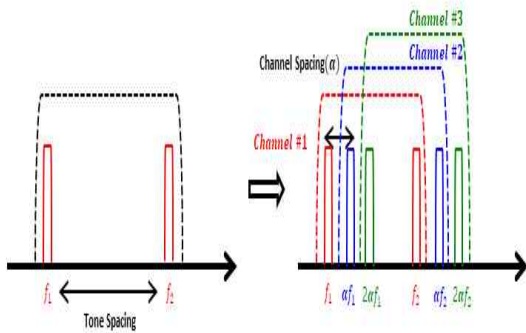 Channel #3
Channel #2
Channel Spacing(α)
Channel #1
f₁
f₂
Tone Spacing
f₁
αf₁
2αf₁
f₂
αf₂
2αf₂